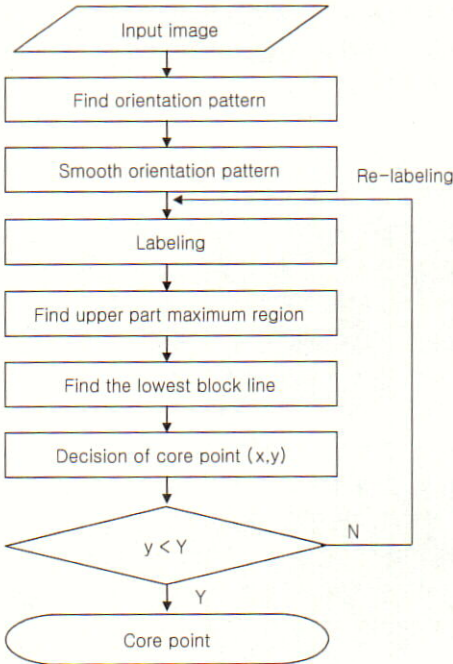 Input image
Find orientation pattern
Smooth orientation pattern
Re-labeling
Labeling
Find upper part maximum region
Find the lowest block line
Decision of core point (x,y)
y < Y
N
Y
Core point